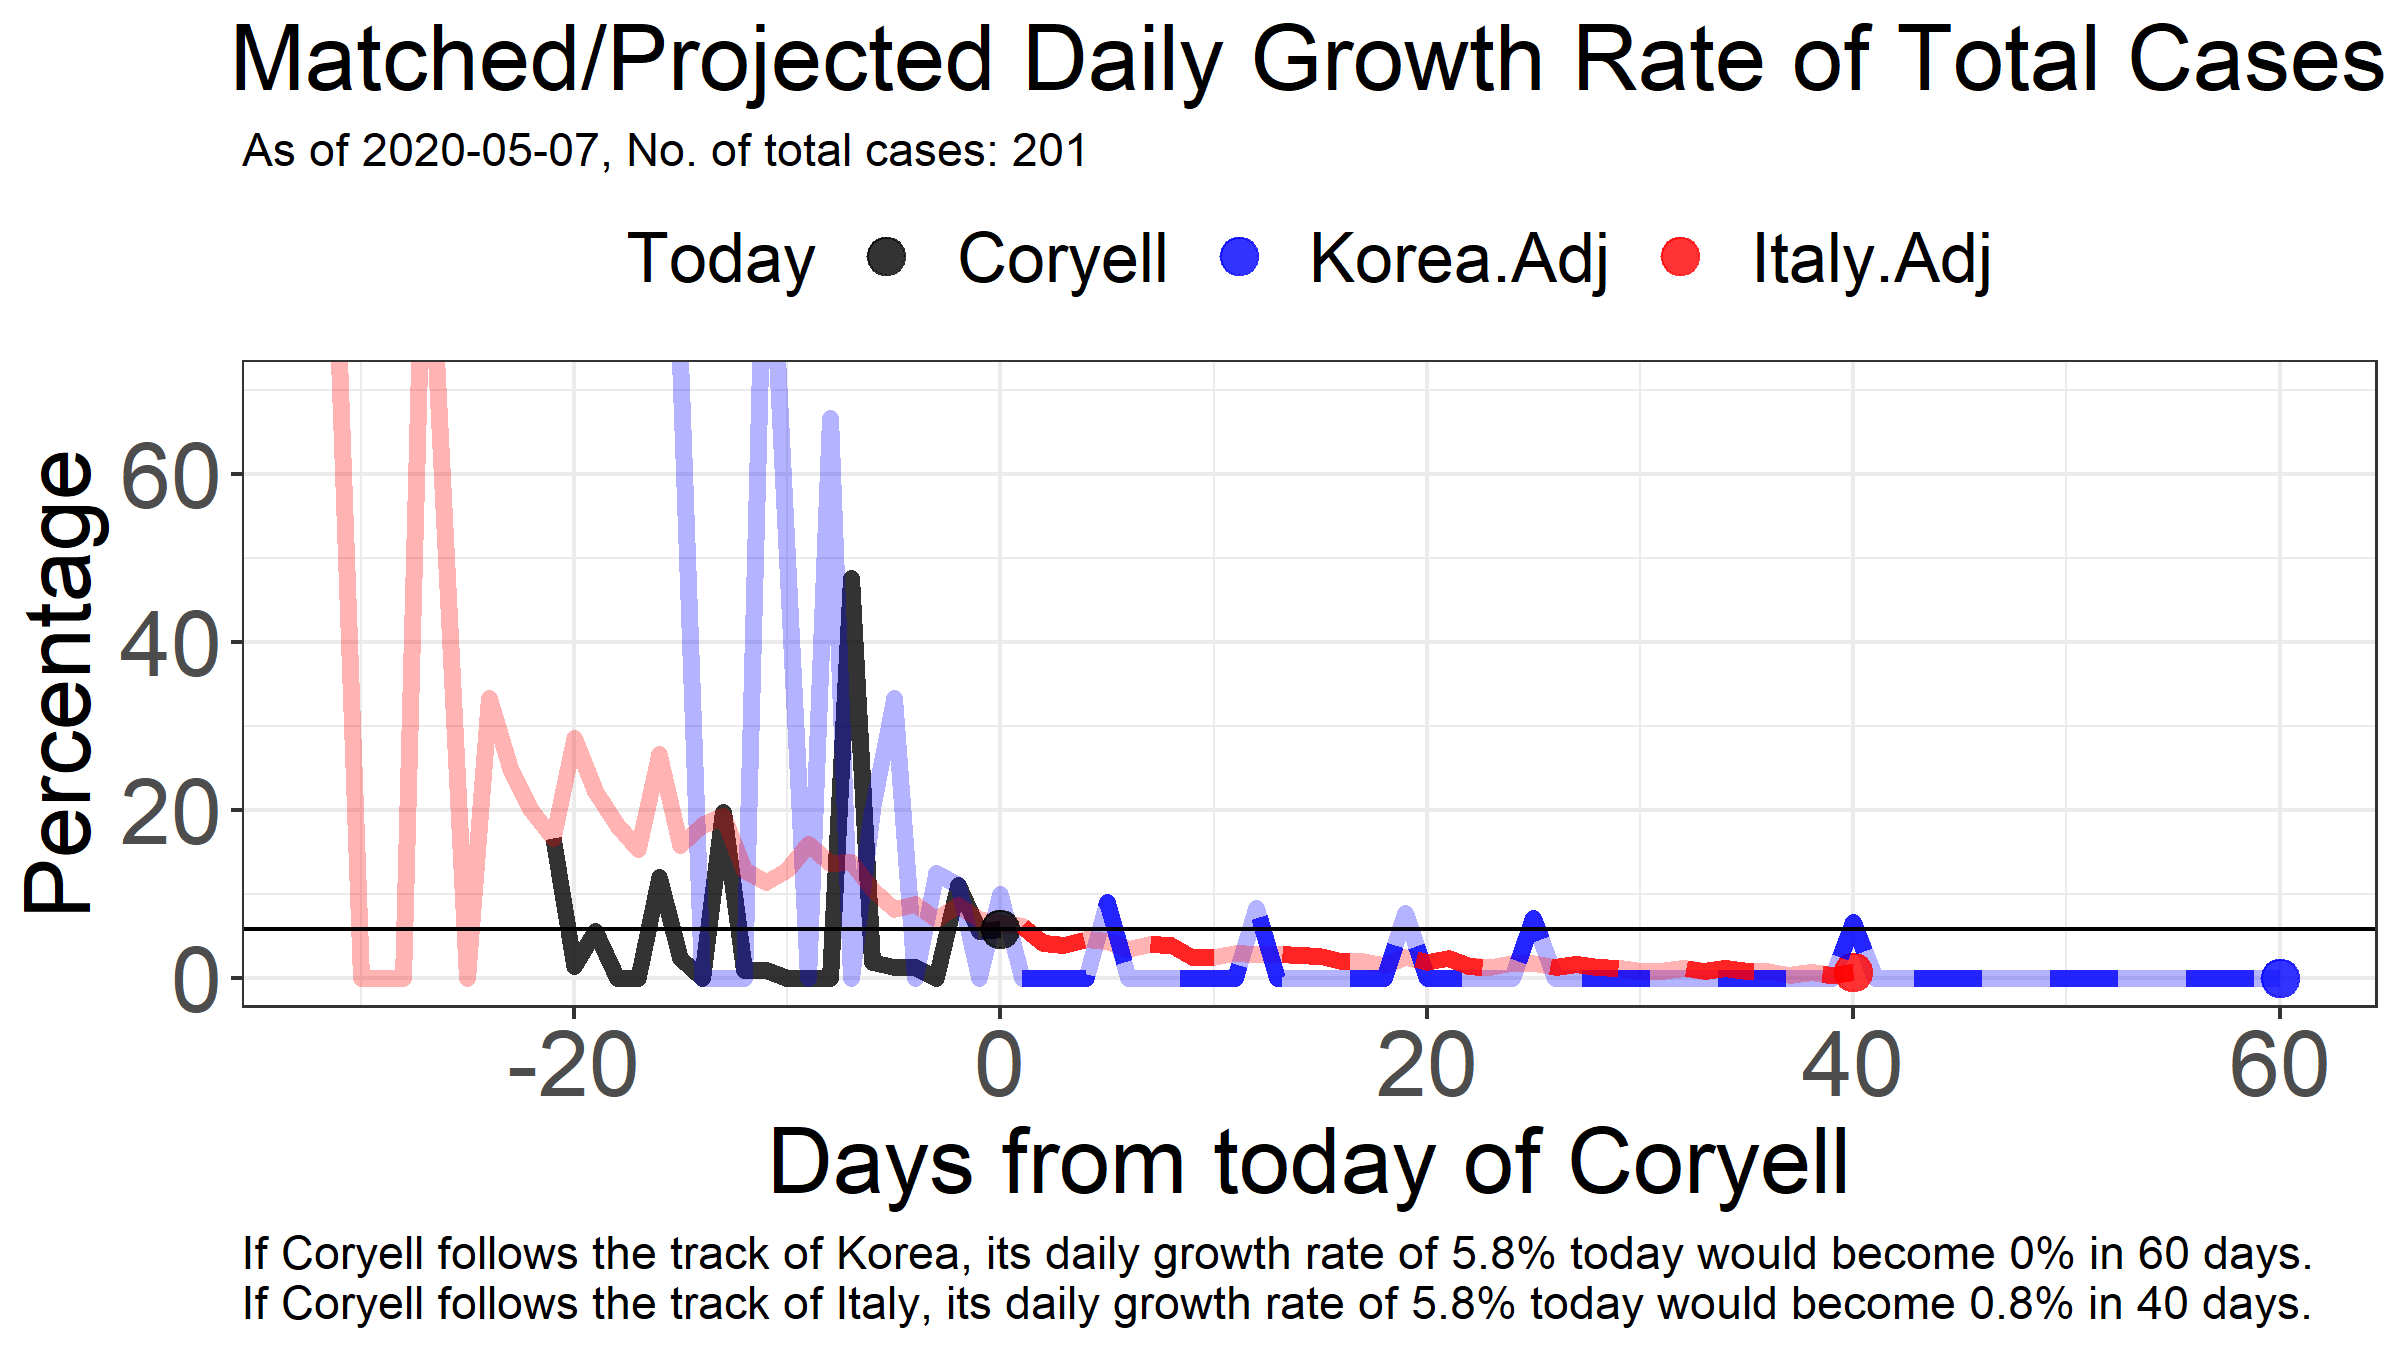 Matched/Projected Daily Growth Rate of Total Cases
As of 2020-05-07, No. of total cases: 201
Today Coryell Korea.Adj Italy.Adj
Percentage
60
40
20
0
-20 0 20 40 60
Days from today of Coryell
If Coryell follows the track of Korea, its daily growth rate of 5.8% today would become 0% in 60 days.
If Coryell follows the track of Italy, its daily growth rate of 5.8% today would become 0.8% in 40 days.